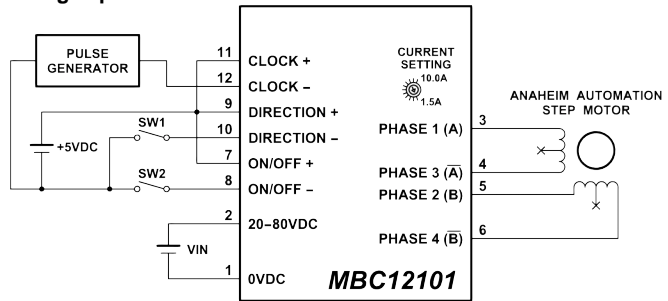 PULSE
GENERATOR
+5VDC
SW1
SW2
VIN
11
12
9
10
7
8
2
1
CLOCK +
CLOCK –
DIRECTION +
DIRECTION –
ON/OFF +
ON/OFF –
20–80VDC
0VDC
CURRENT
SETTING
10.0A
1.5A
PHASE 1 (A)
PHASE 3 (A̅)
PHASE 2 (B)
PHASE 4 (B̅)
MBC12101
3
4
5
6
ANAHEIM AUTOMATION
STEP MOTOR